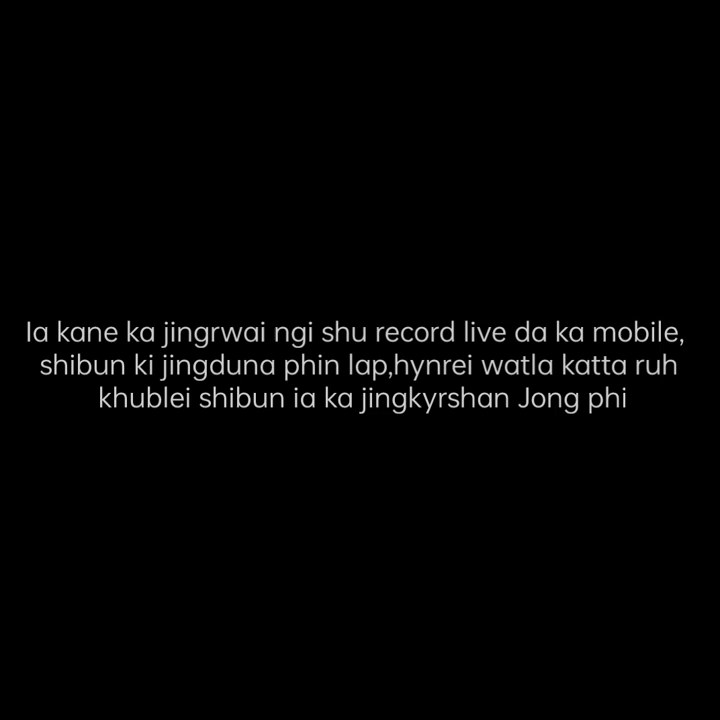 Ia kane ka jingrwai ngi shu record live da ka mobile,
shibun ki jingduna phin lap,hynrei watla katta ruh
khublei shibun ia ka jingkyrshan Jong phi